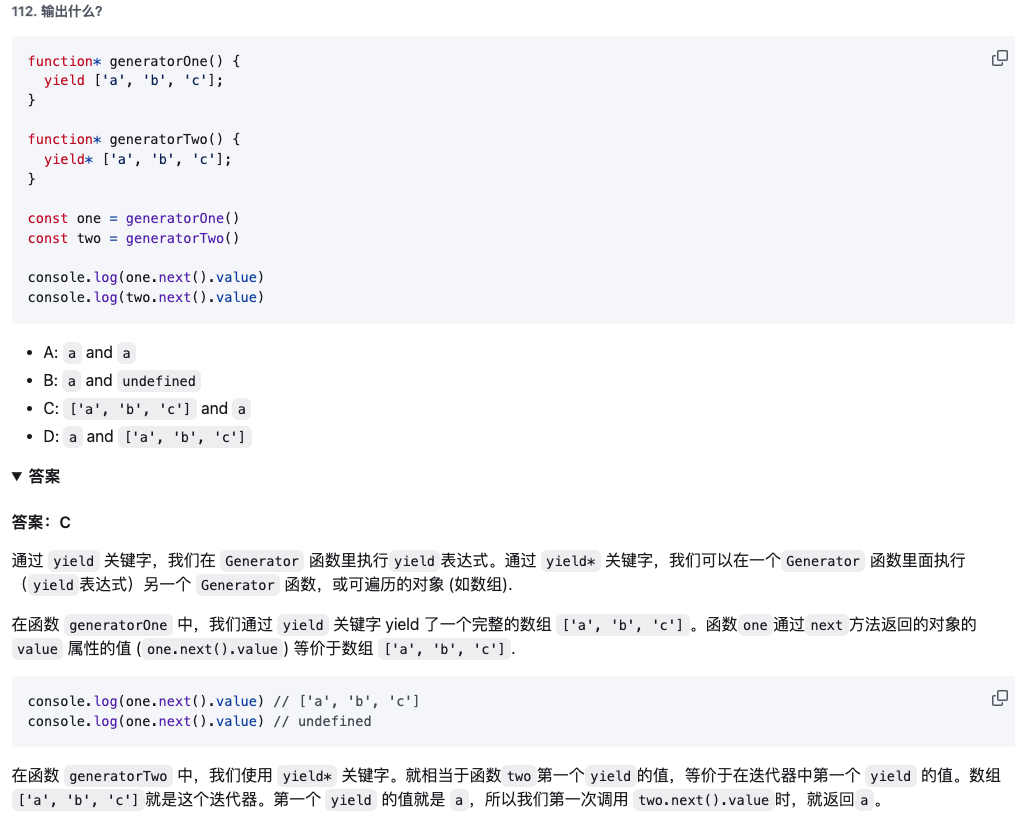 112. 输出什么?
function* generatorOne() {
  yield ['a', 'b', 'c'];
}
function* generatorTwo() {
  yield* ['a', 'b', 'c'];
}
const one = generatorOne()
const two = generatorTwo()
console.log(one.next().value)
console.log(two.next().value)
• A: a and a
• B: a and undefined
• C: ['a', 'b', 'c'] and a
• D: a and ['a', 'b', 'c']
▼ 答案
答案：C
通过 yield 关键字，我们在 Generator 函数里执行 yield 表达式。通过 yield* 关键字，我们可以在一个 Generator 函数里面执行
（yield 表达式）另一个 Generator 函数，或可遍历的对象 (如数组).
在函数 generatorOne 中，我们通过 yield 关键字 yield 了一个完整的数组 ['a', 'b', 'c'] 。函数 one 通过 next 方法返回的对象的
value 属性的值 (one.next().value) 等价于数组 ['a', 'b', 'c'].
console.log(one.next().value) // ['a', 'b', 'c']
console.log(one.next().value) // undefined
在函数 generatorTwo 中，我们使用 yield* 关键字。就相当于函数 two 第一个 yield 的值，等价于在迭代器中第一个 yield 的值。数组
['a', 'b', 'c'] 就是这个迭代器。第一个 yield 的值就是 a ，所以我们第一次调用 two.next().value 时，就返回 a 。